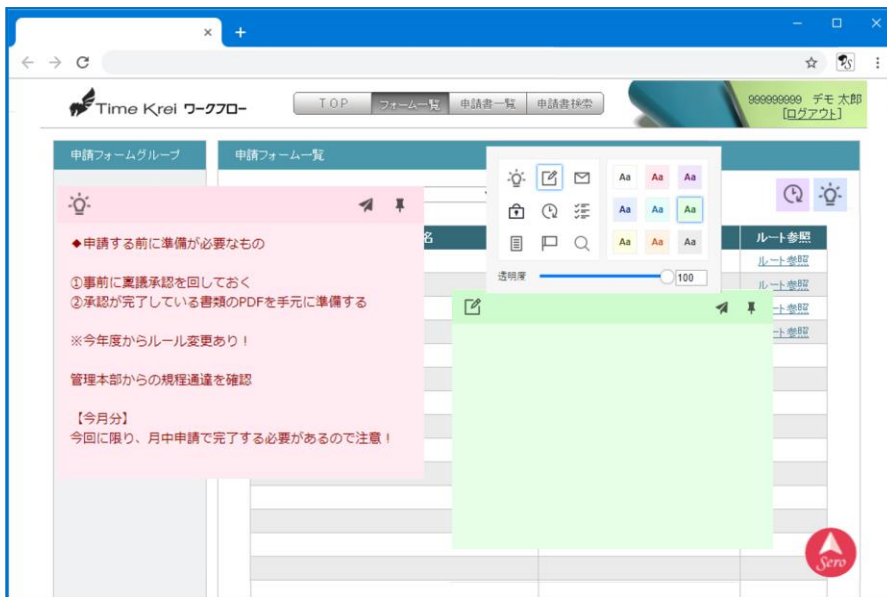 Time Krei ワークフロー
TOP
フォーム一覧
申請書一覧
申請書検索
999999999 デモ 太郎
[ログアウト]
申請フォームグループ
申請フォーム一覧
Aa Aa Aa
Aa Aa Aa
Aa Aa Aa
透明度
100
◆申請する前に準備が必要なもの
①事前に稟議承認を回しておく
②承認が完了している書類のPDFを手元に準備する
※今年度からルール変更あり！
管理本部からの規程通達を確認
【今月分】
今回に限り、月中申請で完了する必要があるので注意！
名
ルート参照
ルート参照
ルート参照
ート参照
ート参照
Sero